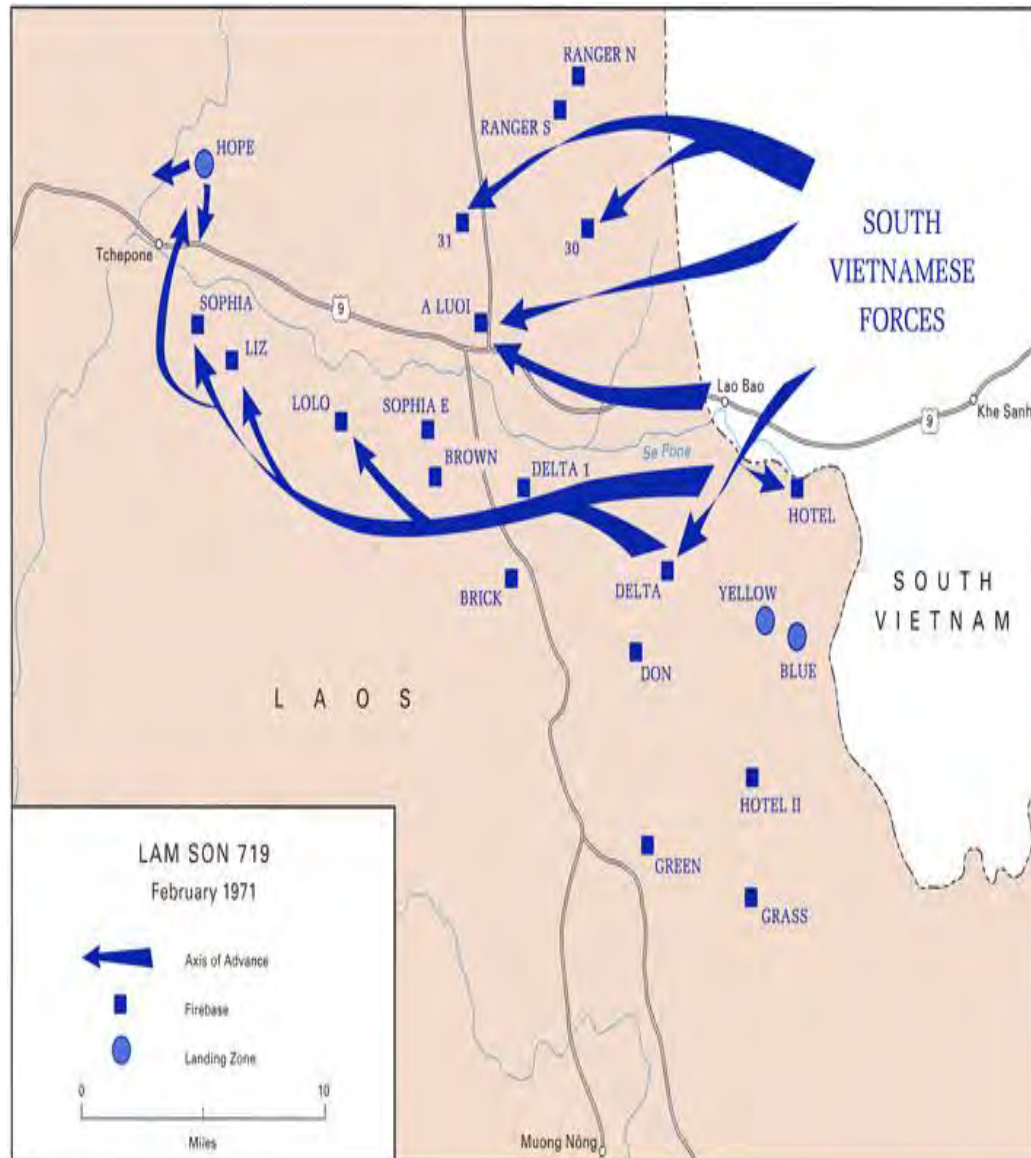 RANGER N
RANGER S
HOPE
31
30
SOUTH
VIETNAMESE
FORCES
Tchepone
SOPHIA
9
A LUOI
LIZ
Lao Bao
Khe Sanh
9
LOLO
SOPHIA E
Se Pone
BROWN
DELTA 1
HOTEL
BRICK
DELTA
YELLOW
SOUTH
VIETNAM
DON
BLUE
LAOS
HOTEL II
GREEN
GRASS
LAM SON 719
February 1971
Axis of Advance
Firebase
Landing Zone
0 10
Miles
Muong Nông